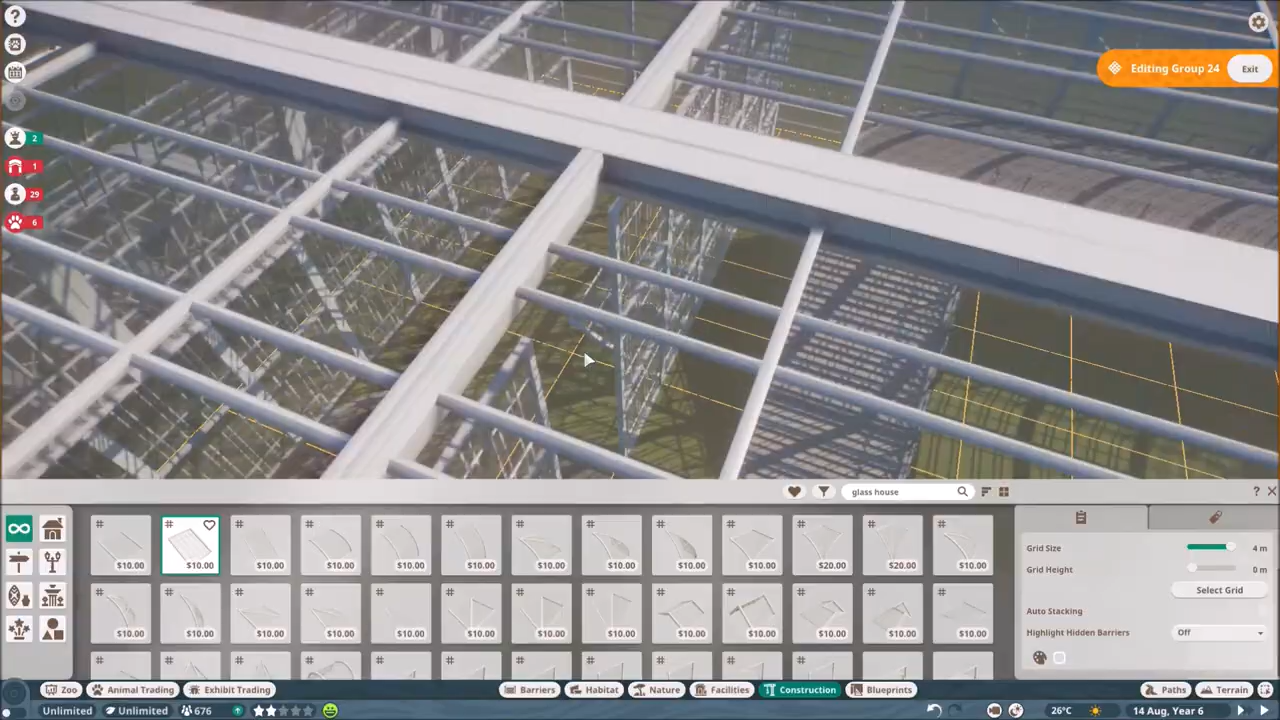 ?
Editing Group 24
Exit
2
1
29
6
glass house
?
$10.00 $10.00 $10.00 $10.00 $10.00 $10.00 $10.00 $10.00 $10.00 $10.00 $20.00 $20.00 $10.00
$10.00 $10.00 $10.00 $10.00 $10.00 $10.00 $10.00 $10.00 $10.00 $10.00 $10.00 $10.00 $10.00
Grid Size 4 m
Grid Height 0 m
Select Grid
Auto Stacking
Highlight Hidden Barriers Off
Zoo Animal Trading Exhibit Trading Barriers Habitat Nature Facilities Construction Blueprints Paths Terrain
Unlimited Unlimited 676 26°C 14 Aug, Year 6